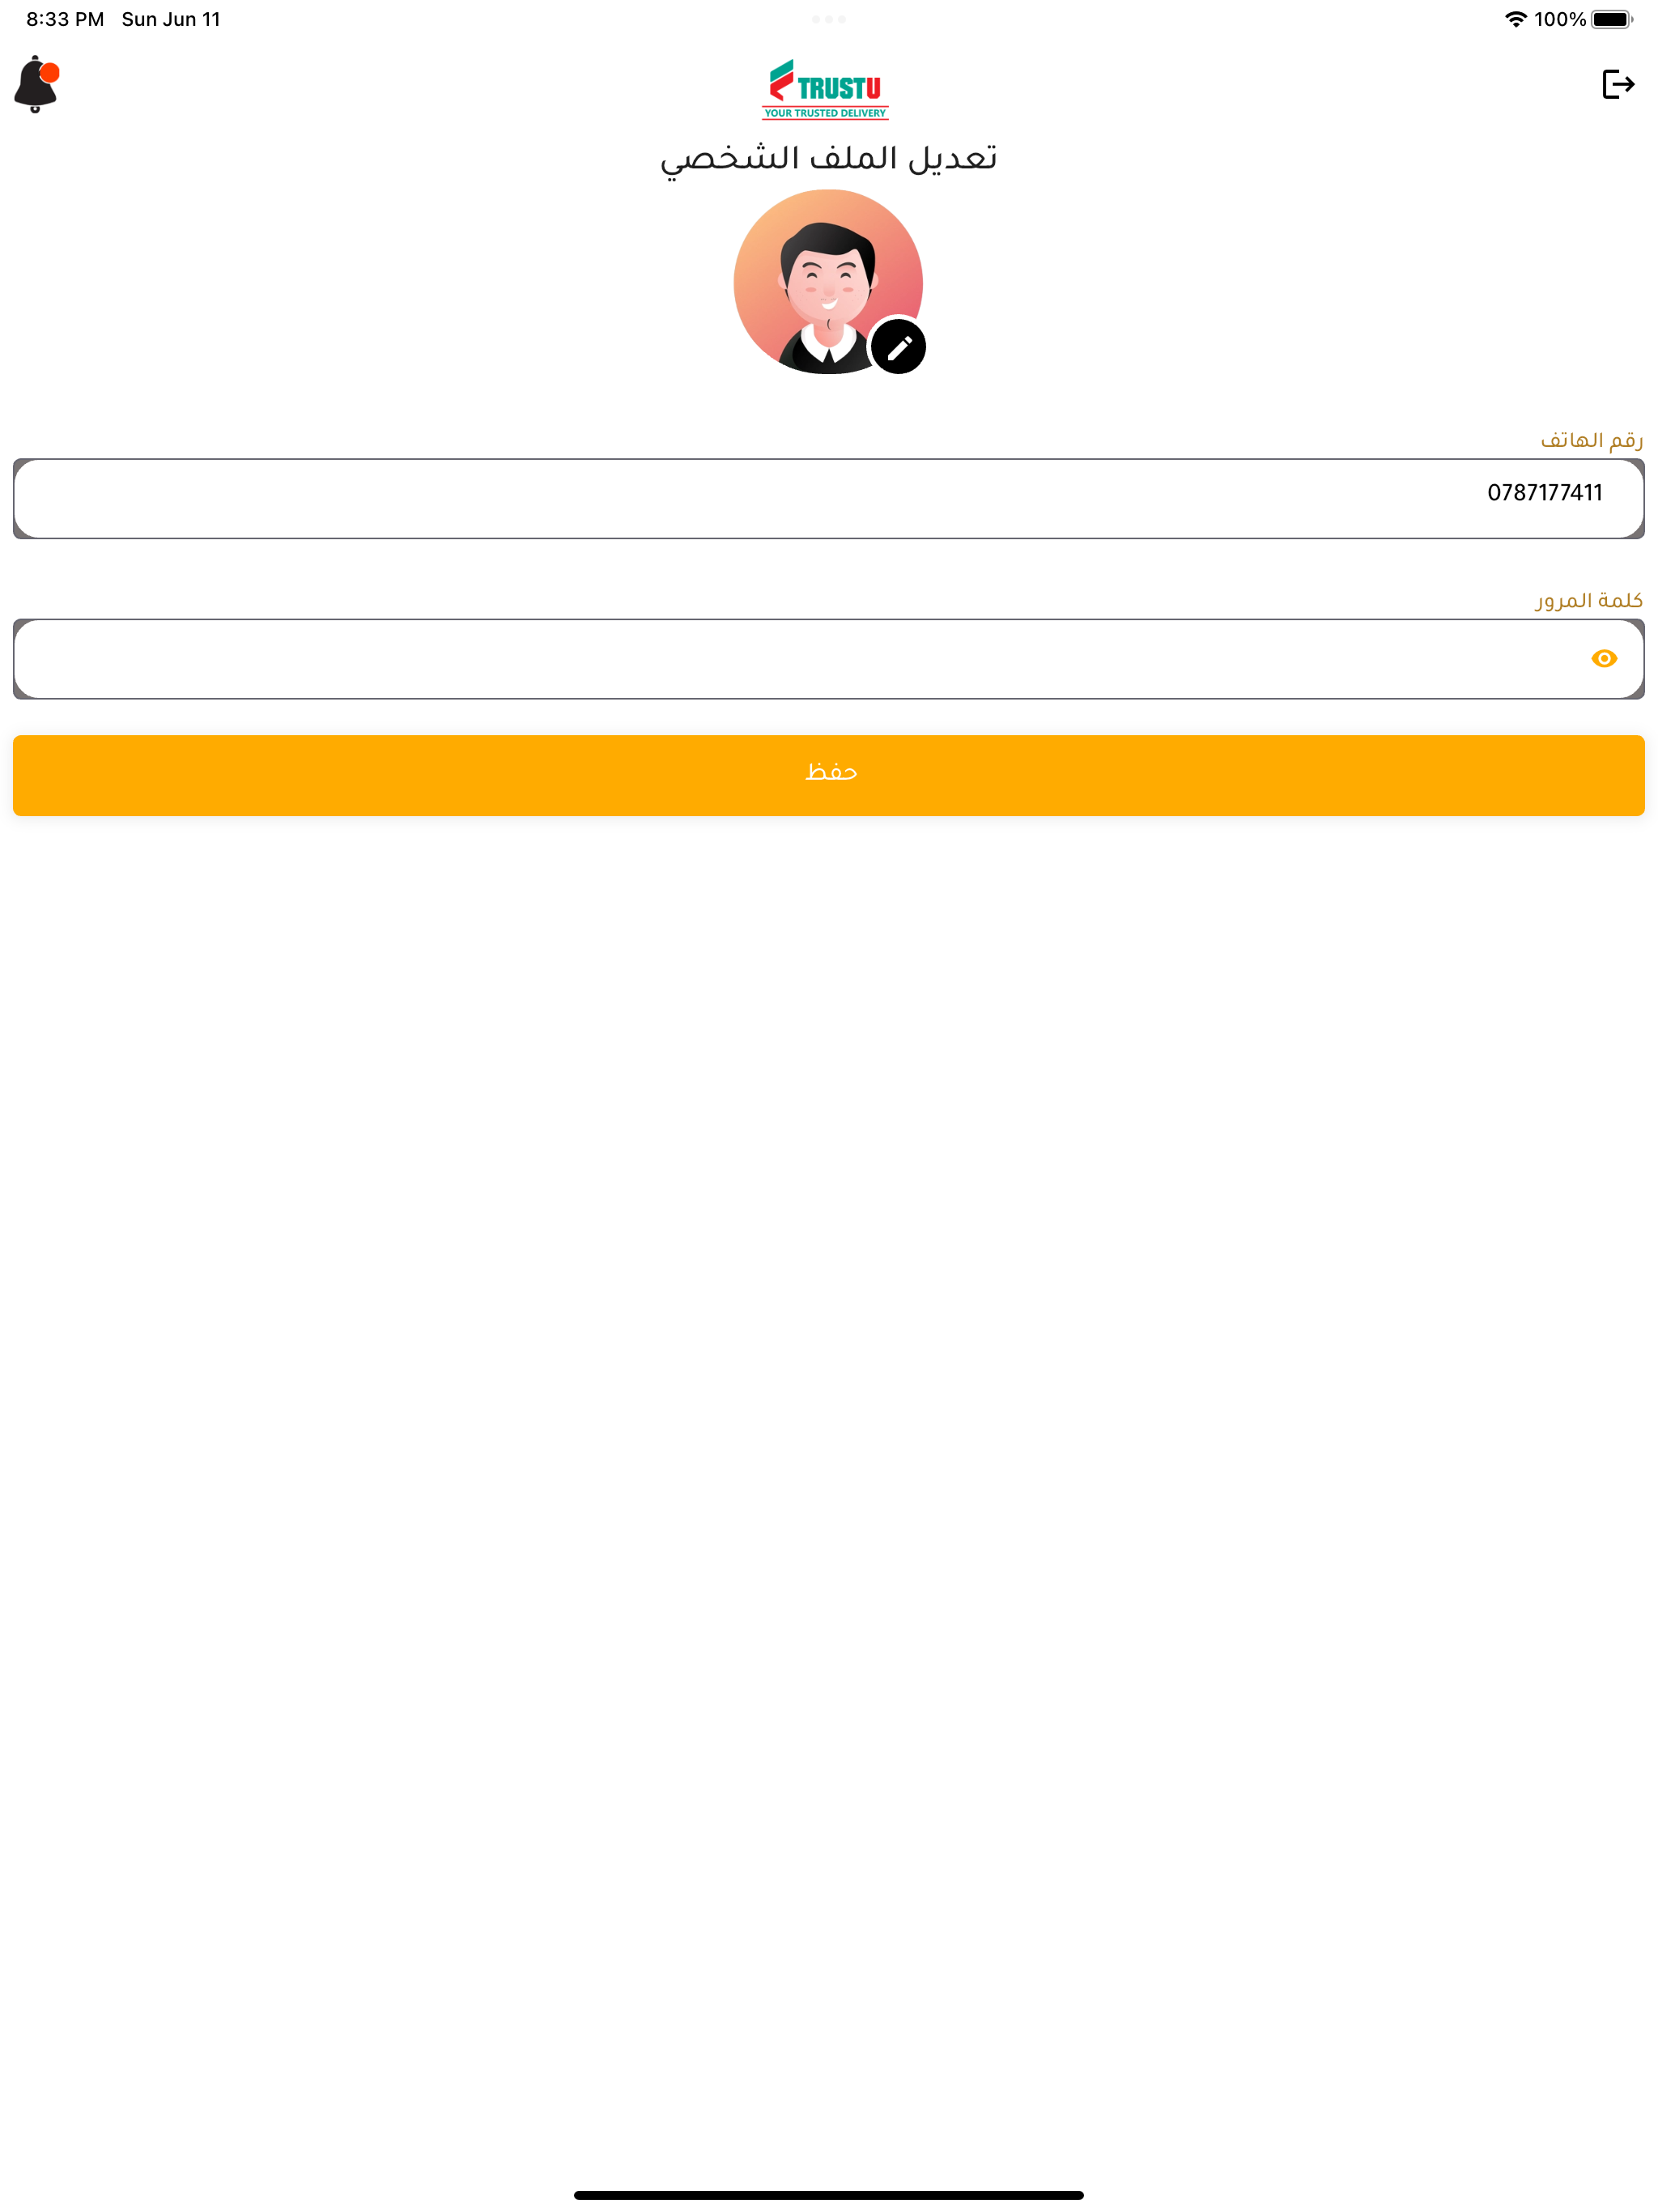 8:33 PM Sun Jun 11
100%
TRUSTU
YOUR TRUSTED DELIVERY
تعديل الملف الشخصي
رقم الهاتف
0787177411
كلمة المرور
حفظ